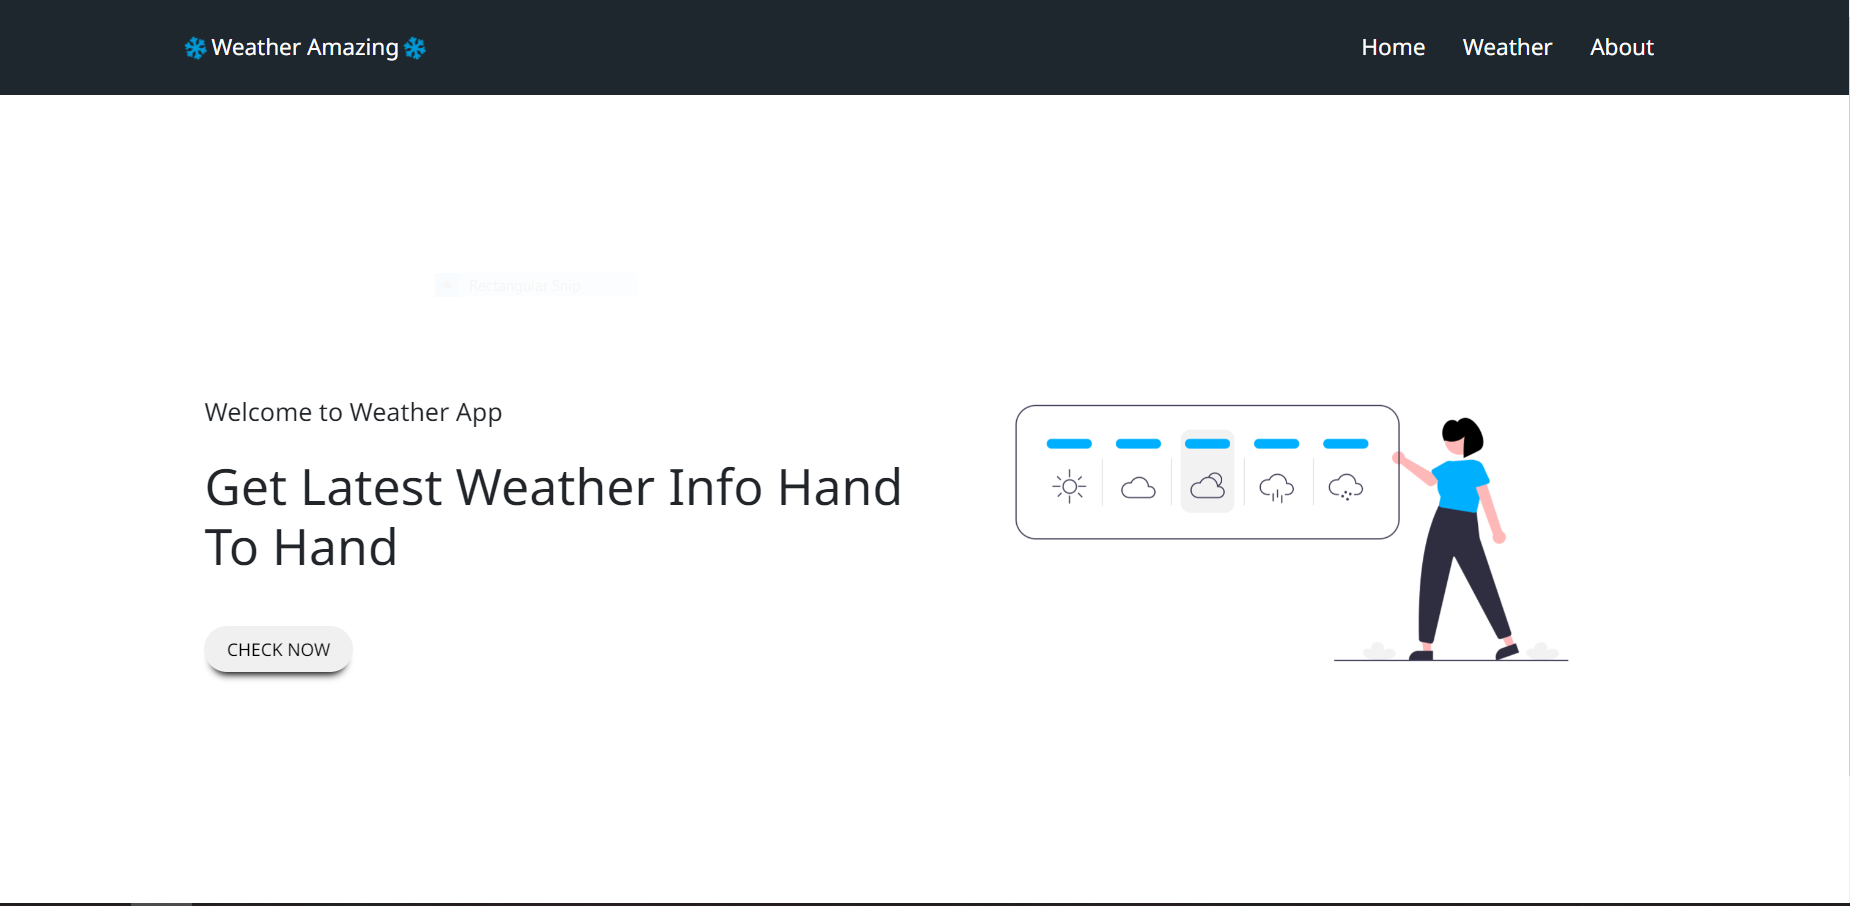 ❄Weather Amazing❄
Home Weather About
Rectangular Snip
Welcome to Weather App
Get Latest Weather Info Hand
To Hand
CHECK NOW